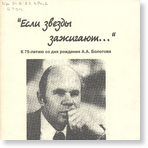 "Если звезды
зажигают..."
К 75-летию со дня рождения А.А. Болотова